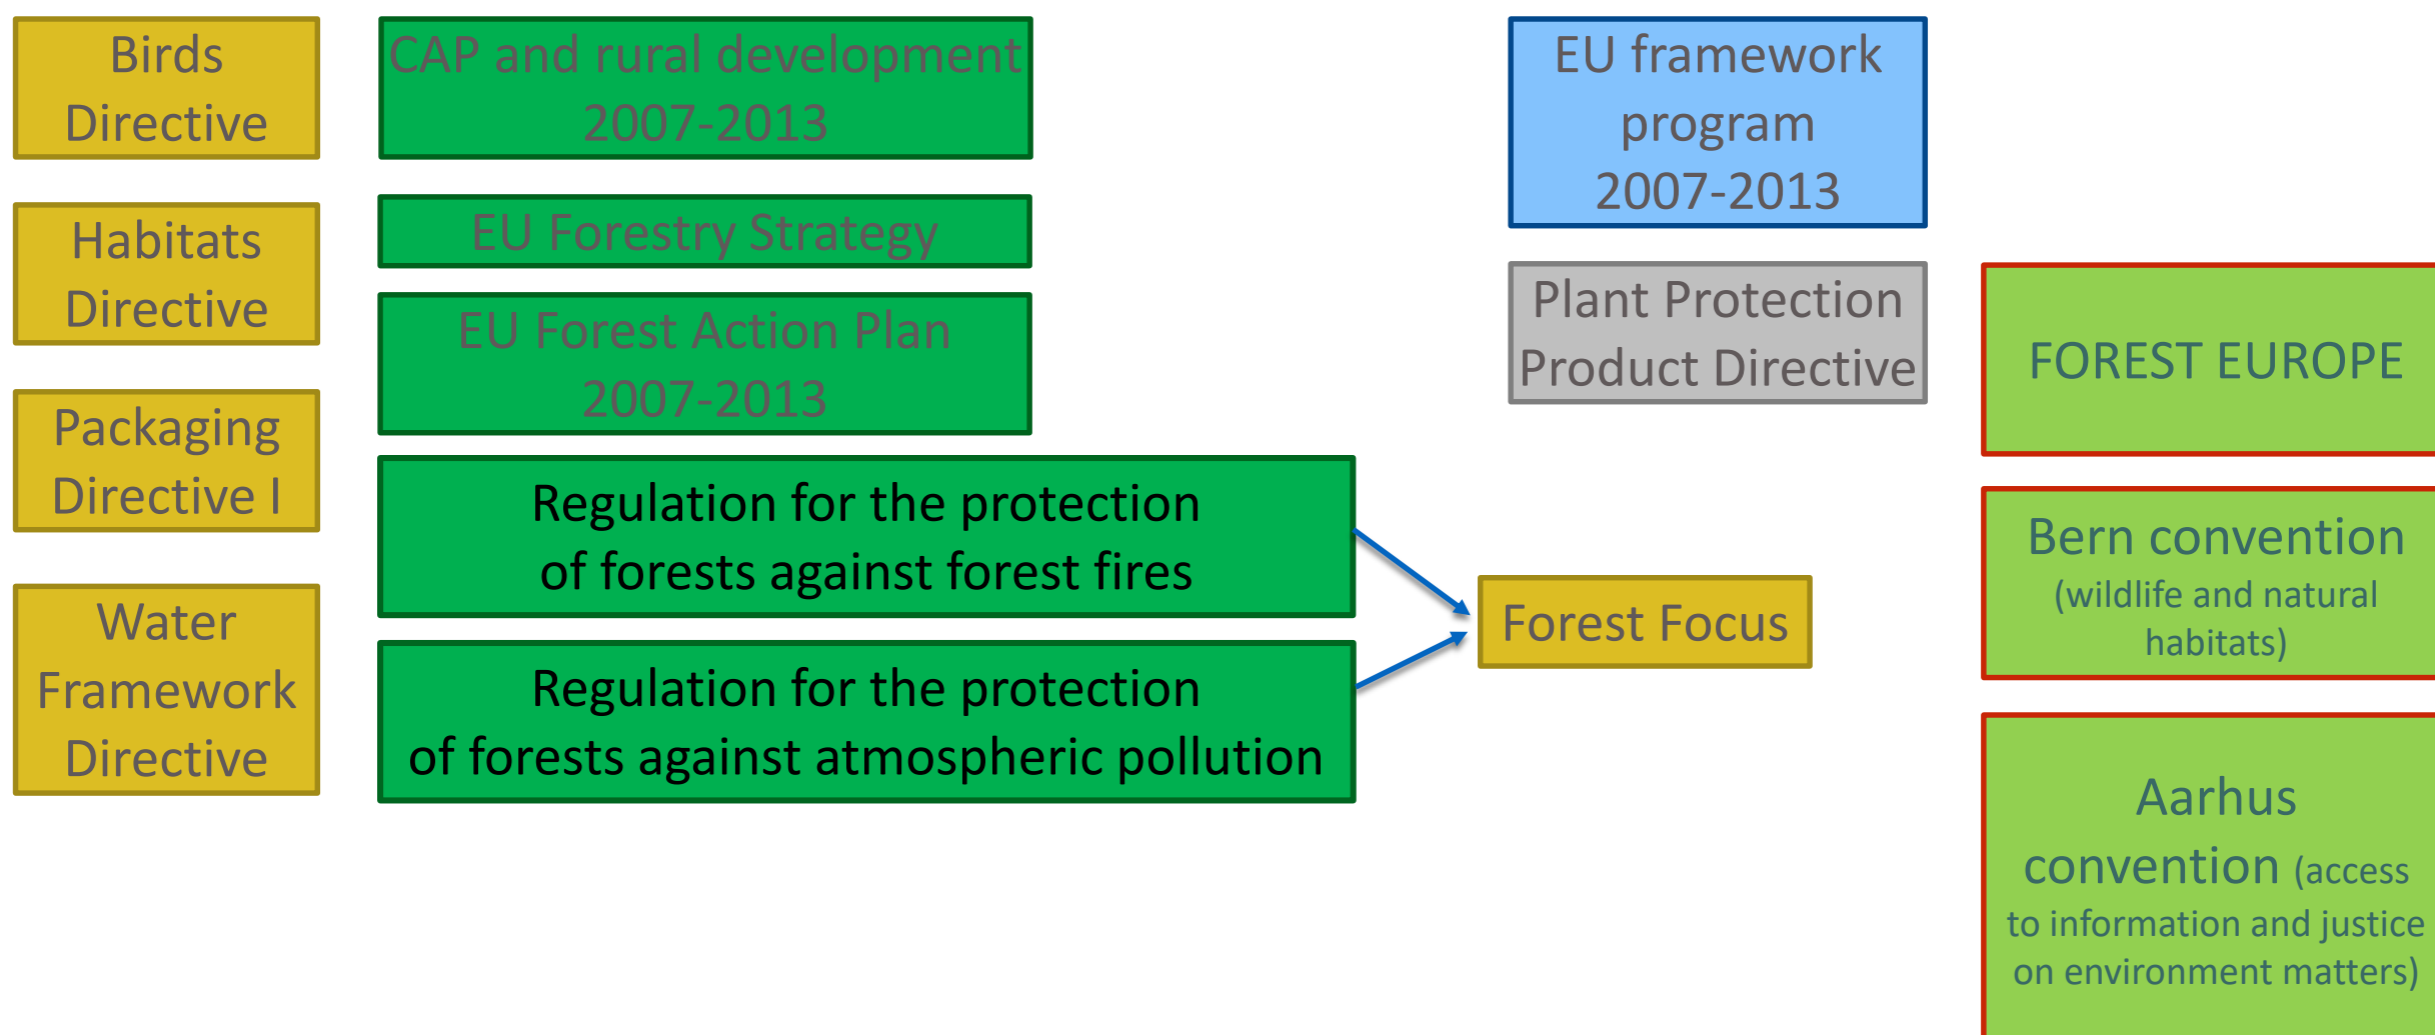 Birds
Directive
Habitats
Directive
Packaging
Directive I
Water
Framework
Directive
CAP and rural development
2007-2013
EU Forestry Strategy
EU Forest Action Plan
2007-2013
Regulation for the protection
of forests against forest fires
Regulation for the protection
of forests against atmospheric pollution
EU framework
program
2007-2013
Plant Protection
Product Directive
Forest Focus
FOREST EUROPE
Bern convention
(wildlife and natural
habitats)
Aarhus
convention (access
to information and justice
on environment matters)